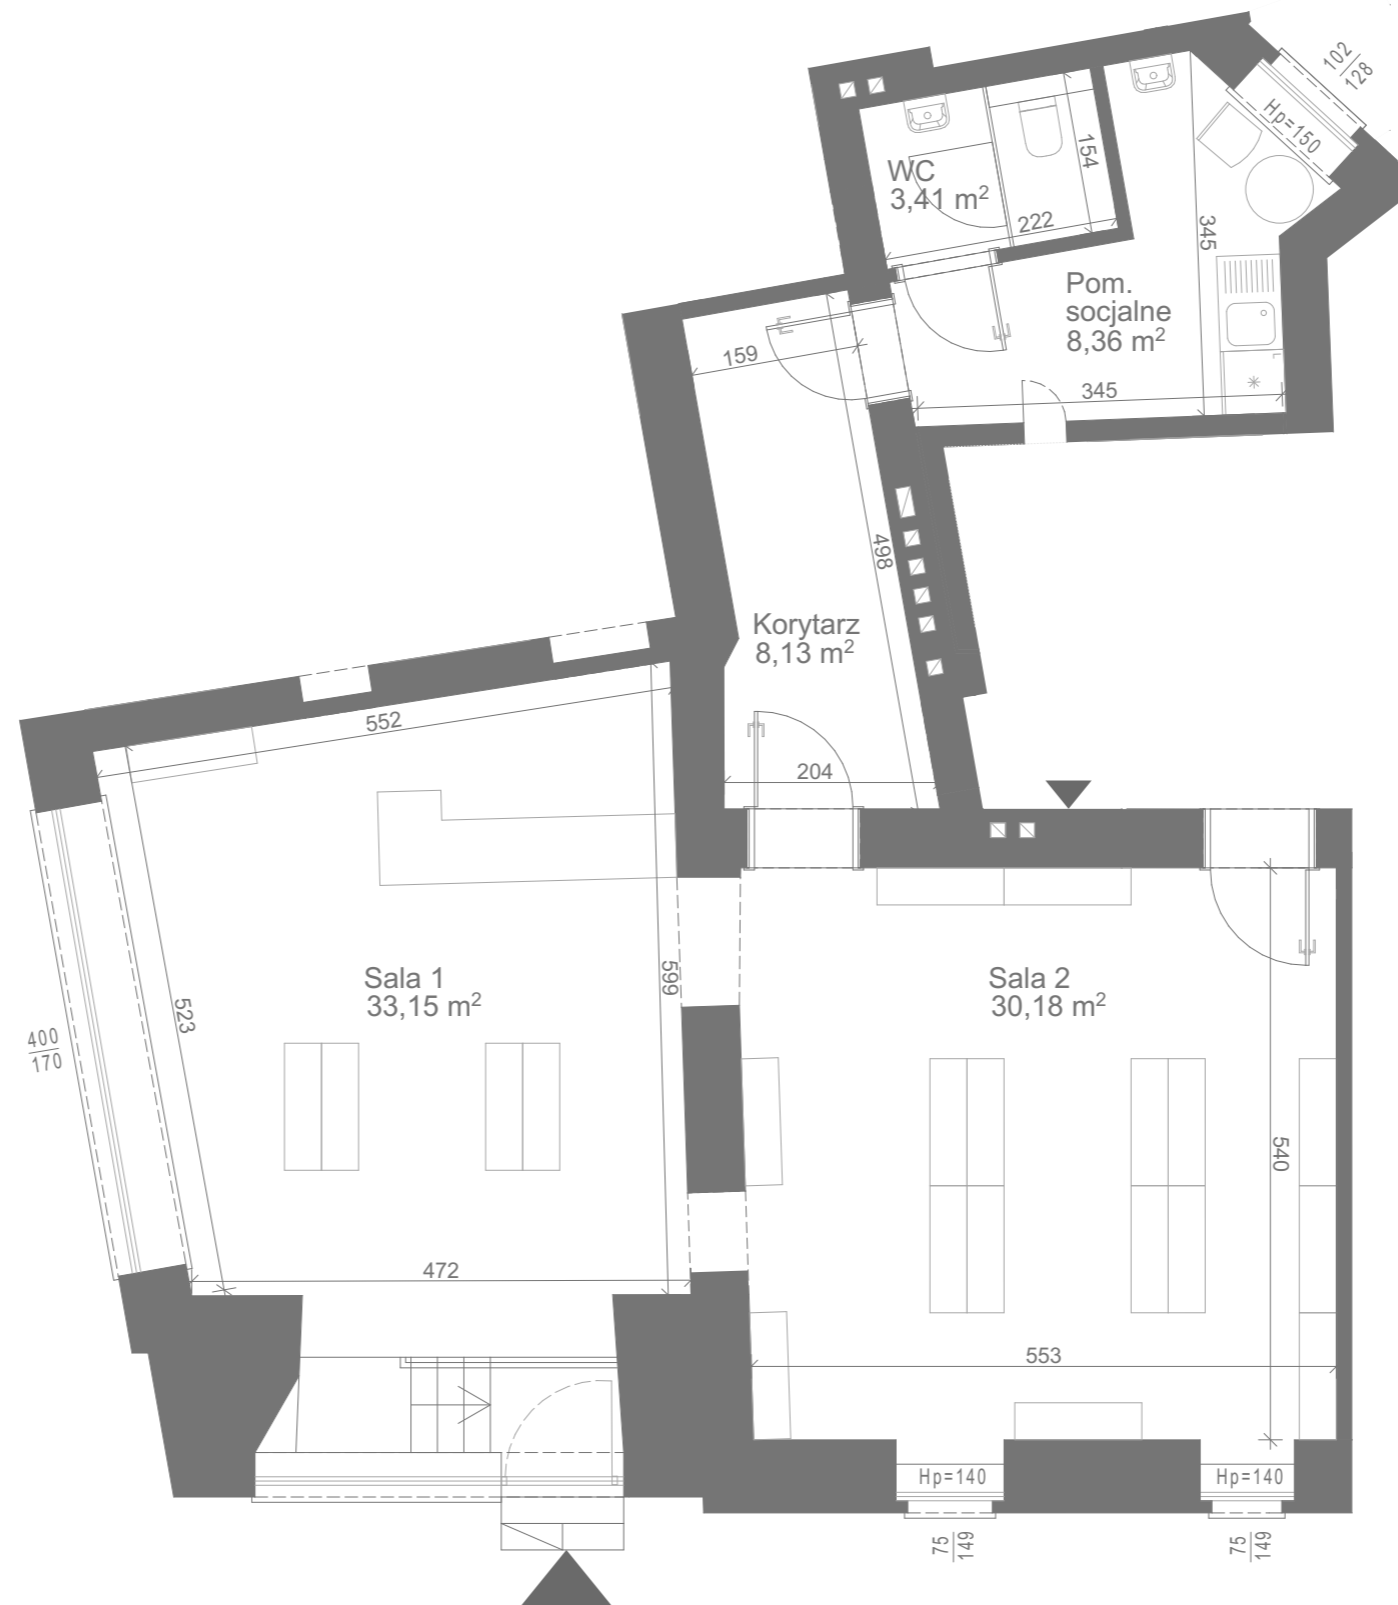 102
128
Hp=150
WC
3,41 m²
154
222
345
Pom.
socjalne
8,36 m²
345
159
498
Korytarz
8,13 m²
204
552
Sala 1
33,15 m²
523
599
400
170
472
Sala 2
30,18 m²
540
553
Hp=140
Hp=140
75
149
75
149